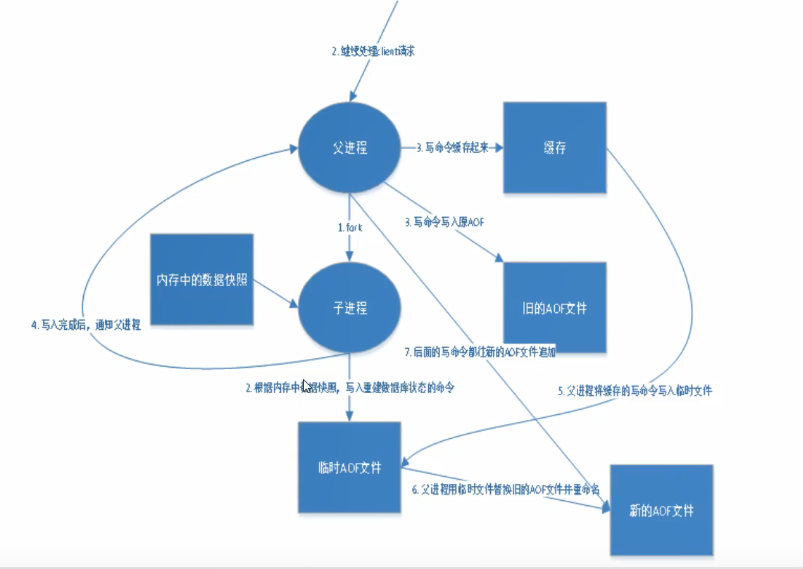 2. 继续处理client请求
父进程
3. 写命令缓存起来
缓存
1. fork
3. 写命令写入原AOF
内存中的数据快照
子进程
旧的AOF文件
4. 写入完成后，通知父进程
7. 后面的写命令都往新的AOF文件追加
2. 根据内存中数据快照，写入重建数据库状态的命令
5. 父进程将缓存的写命令写入临时文件
临时AOF文件
6. 父进程用临时文件替换旧的AOF文件并重命名
新的AOF文件